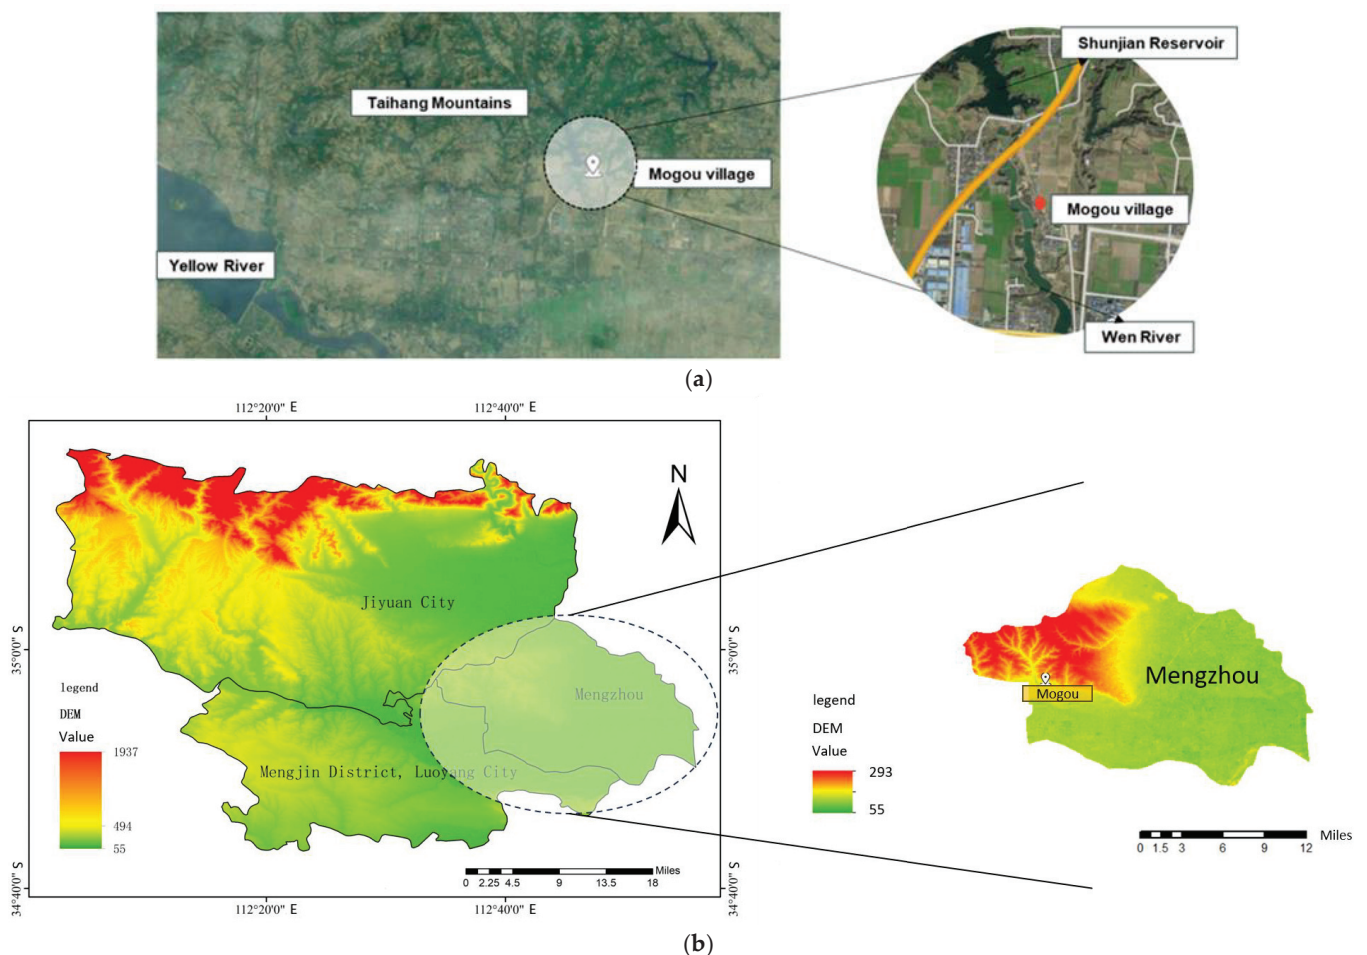 Taihang Mountains
Mogou village
Yellow River
Shunjian Reservoir
Mogou village
Wen River
(a)
112°20'0" E
112°40'0" E
N
Jiyuan City
35°0'0" S
35°0'0" S
Mengzhou
Mengjin District, Luoyang City
legend
DEM
Value
1937
494
55
Miles
0 2.25 4.5 9 13.5 18
34°40'0" S
34°40'0" S
112°20'0" E
112°40'0" E
Mengzhou
Mogou
legend
DEM
Value
293
55
Miles
0 1.5 3 6 9 12
(b)